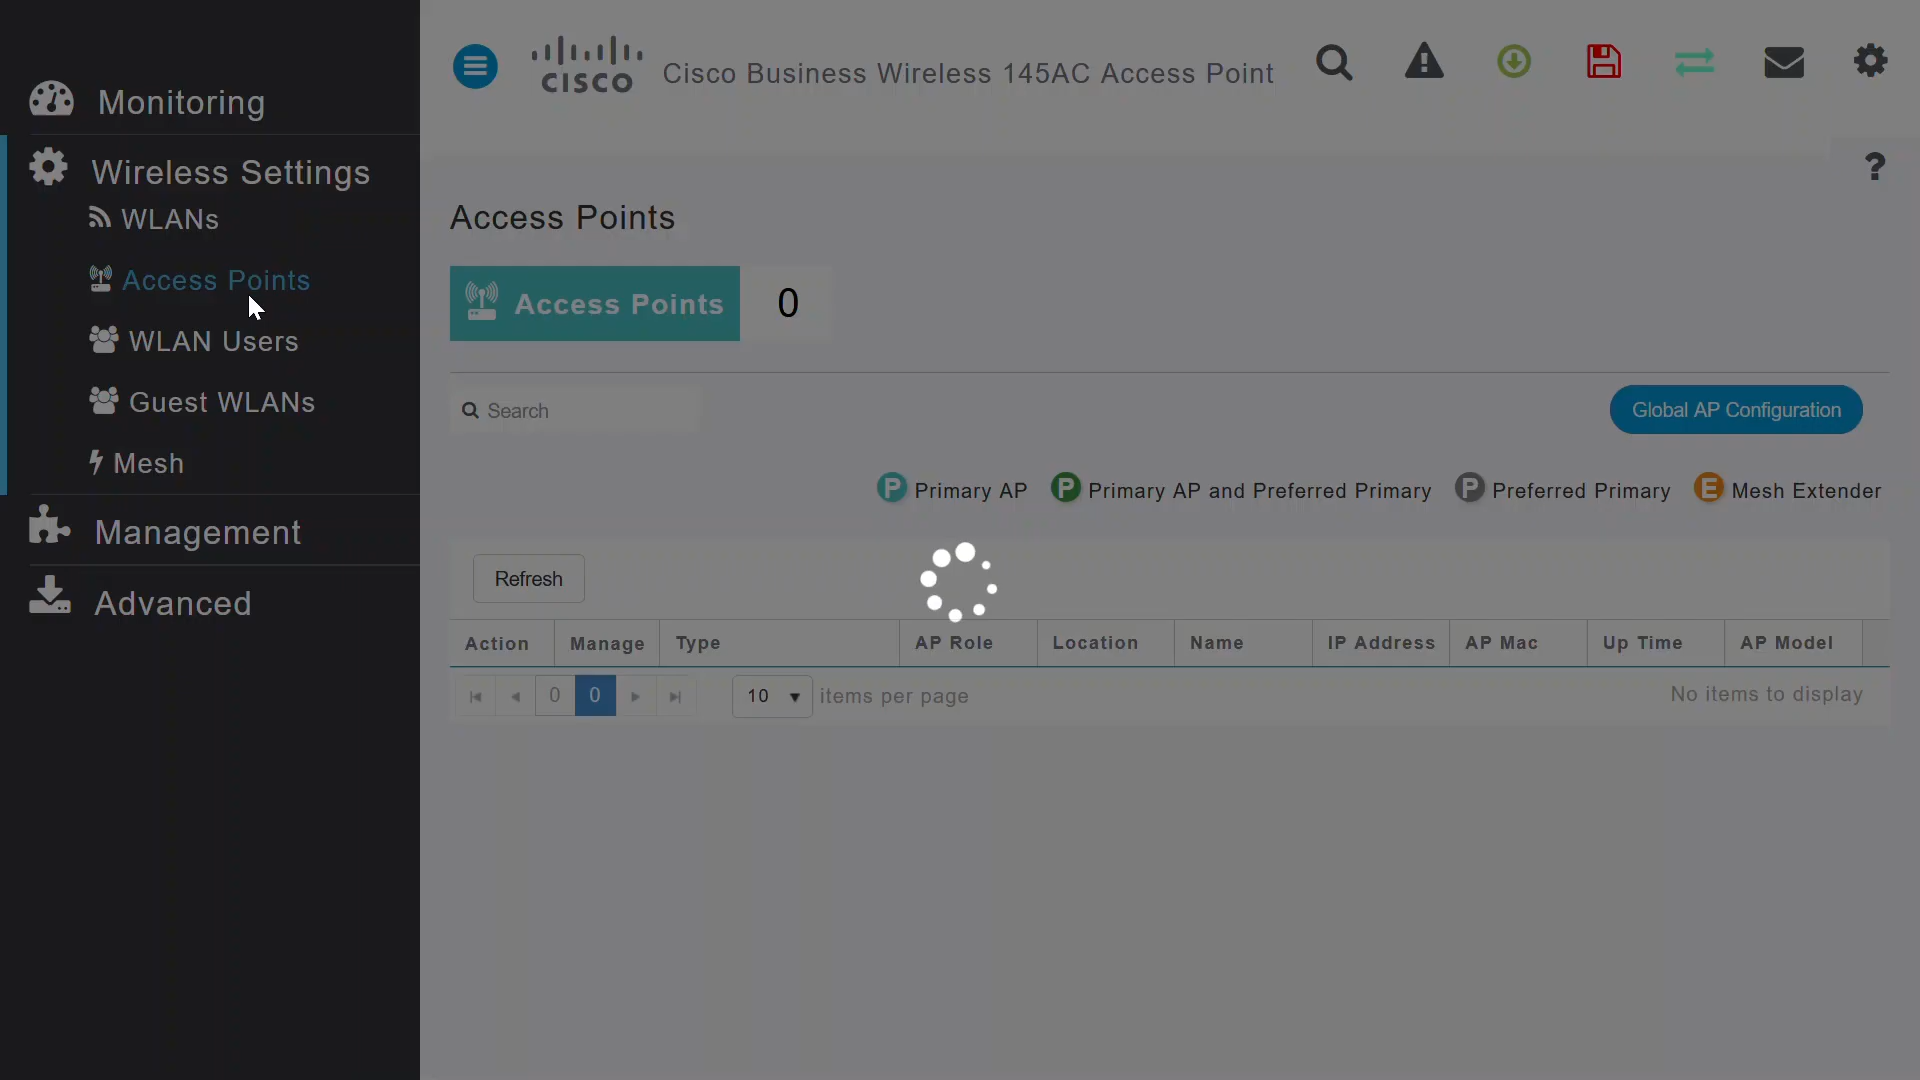 Monitoring
Wireless Settings
WLANs
Access Points
WLAN Users
Guest WLANs
Mesh
Management
Advanced
CISCO
Cisco Business Wireless 145AC Access Point
?
Access Points
Access Points 0
Search
Global AP Configuration
P Primary AP P Primary AP and Preferred Primary P Preferred Primary E Mesh Extender
Refresh
Action Manage Type AP Role Location Name IP Address AP Mac Up Time AP Model
0 0 10 items per page No items to display